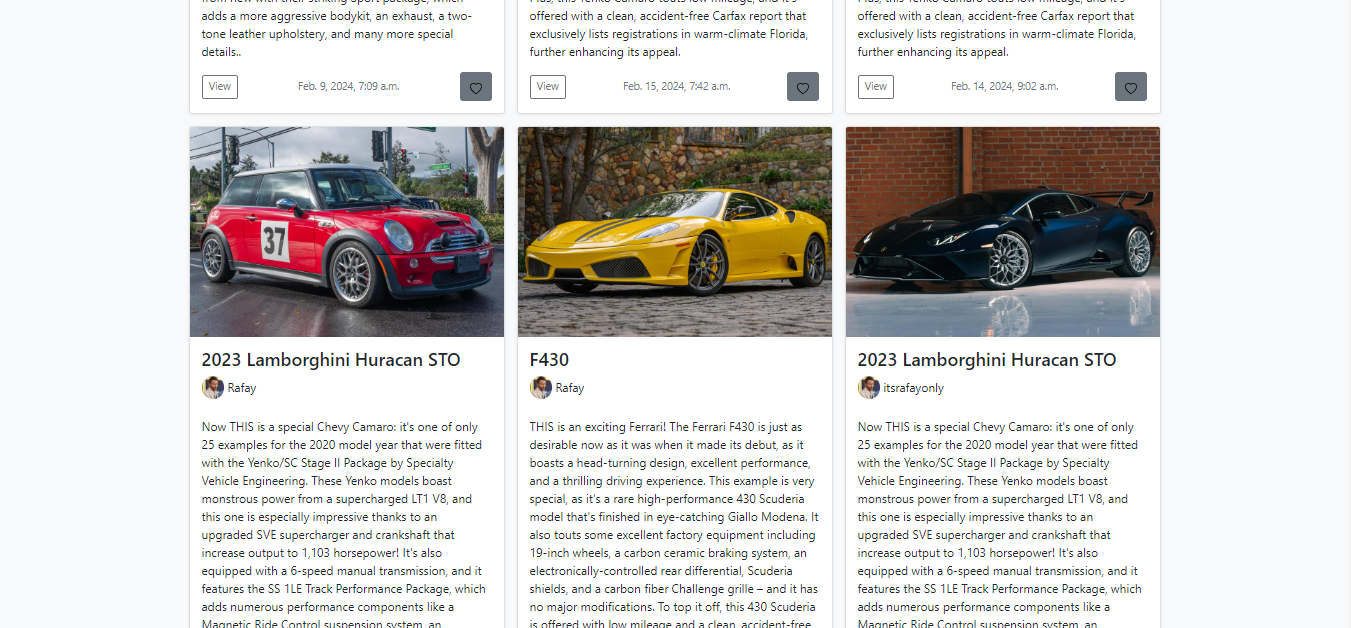 adds a more aggressive bodykit, an exhaust, a two-
tone leather upholstery, and many more special
details..
View
Feb. 9, 2024, 7:09 a.m.
offered with a clean, accident-free Carfax report that
exclusively lists registrations in warm-climate Florida,
further enhancing its appeal.
View
Feb. 15, 2024, 7:42 a.m.
offered with a clean, accident-free Carfax report that
exclusively lists registrations in warm-climate Florida,
further enhancing its appeal.
View
Feb. 14, 2024, 9:02 a.m.
37
2023 Lamborghini Huracan STO
Rafay
Now THIS is a special Chevy Camaro: it's one of only
25 examples for the 2020 model year that were fitted
with the Yenko/SC Stage II Package by Specialty
Vehicle Engineering. These Yenko models boast
monstrous power from a supercharged LT1 V8, and
this one is especially impressive thanks to an
upgraded SVE supercharger and crankshaft that
increase output to 1,103 horsepower! It's also
equipped with a 6-speed manual transmission, and it
features the SS 1LE Track Performance Package, which
adds numerous performance components like a
Magnetic Ride Control suspension system, an
F430
Rafay
THIS is an exciting Ferrari! The Ferrari F430 is just as
desirable now as it was when it made its debut, as it
boasts a head-turning design, excellent performance,
and a thrilling driving experience. This example is very
special, as it's a rare high-performance 430 Scuderia
model that's finished in eye-catching Giallo Modena. It
also touts some excellent factory equipment including
19-inch wheels, a carbon ceramic braking system, an
electronically-controlled rear differential, Scuderia
shields, and a carbon fiber Challenge grille – and it has
no major modifications. To top it off, this 430 Scuderia
is offered with low mileage and a clean, accident-free
2023 Lamborghini Huracan STO
itsrafayonly
Now THIS is a special Chevy Camaro: it's one of only
25 examples for the 2020 model year that were fitted
with the Yenko/SC Stage II Package by Specialty
Vehicle Engineering. These Yenko models boast
monstrous power from a supercharged LT1 V8, and
this one is especially impressive thanks to an
upgraded SVE supercharger and crankshaft that
increase output to 1,103 horsepower! It's also
equipped with a 6-speed manual transmission, and it
features the SS 1LE Track Performance Package, which
adds numerous performance components like a
Magnetic Ride Control suspension system, an